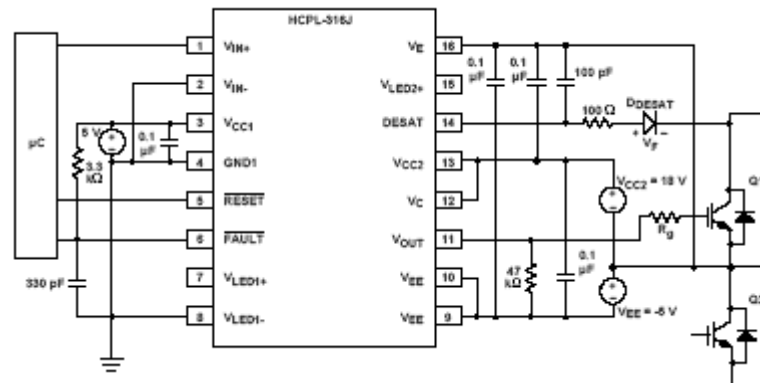 HCPL-316J
µC
1 VIN+
2 VIN-
3 VCC1
4 GND1
5 RESET
6 FAULT
7 VLED1+
8 VLED1-
VE 16
VLED2+ 15
DESAT 14
VCC2 13
VC 12
VOUT 11
VEE 10
VEE 9
5 V
0.1 µF
3.3 kΩ
330 pF
0.1 µF
0.1 µF
100 pF
100 Ω
DDESAT
+ VF -
VCC2 = 18 V
Rg
47 kΩ
0.1 µF
VEE = -5 V